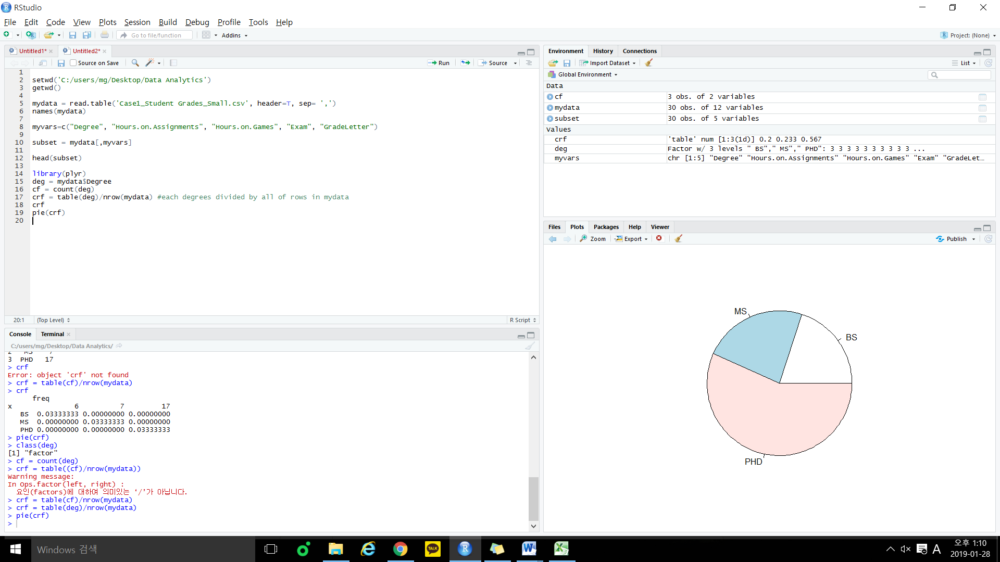 RStudio
File Edit Code View Plots Session Build Debug Profile Tools Help
Go to file/function Addins Project: (None)
Untitled1* Untitled2*
Source on Save Run Source
1
2 setwd('C:/users/mg/Desktop/Data Analytics')
3 getwd()
4
5 mydata = read.table('Case1_Student Grades_Small.csv', header=T, sep= ',')
6 names(mydata)
7
8 myvars=c("Degree", "Hours.on.Assignments", "Hours.on.Games", "Exam", "GradeLetter")
9
10 subset = mydata[,myvars]
11
12 head(subset)
13
14 library(plyr)
15 deg = mydata$Degree
16 cf = count(deg)
17 crf = table(deg)/nrow(mydata) #each degrees divided by all of rows in mydata
18 crf
19 pie(crf)
20
20:1 (Top Level) R Script
Console Terminal
C:/users/mg/Desktop/Data Analytics/
2 MS 7
3 PHD 17
> crf
Error: object 'crf' not found
> crf = table(cf)/nrow(mydata)
> crf
freq
x 6 7 17
BS 0.03333333 0.00000000 0.00000000
MS 0.00000000 0.03333333 0.00000000
PHD 0.00000000 0.00000000 0.03333333
> pie(crf)
> class(deg)
[1] "factor"
> cf = count(deg)
> crf = table((cf)/nrow(mydata))
Warning message:
In Ops.factor(left, right) :
요인(factors)에 대하여 의미있는 ‘/’가 아닙니다.
> crf = table(cf)/nrow(mydata)
> crf = table(deg)/nrow(mydata)
> pie(crf)
>
Environment History Connections
Import Dataset List
Global Environment
Data
cf 3 obs. of 2 variables
mydata 30 obs. of 12 variables
subset 30 obs. of 5 variables
Values
crf 'table' num [1:3(1d)] 0.2 0.233 0.567
deg Factor w/ 3 levels " BS"," MS"," PHD": 3 3 3 3 3 3 3 3 3 3 ...
myvars chr [1:5] "Degree" "Hours.on.Assignments" "Hours.on.Games" "Exam" "GradeLet…
Files Plots Packages Help Viewer
Zoom Export Publish
MS
BS
PHD
Windows 검색
TALK
A
오후 1:10
2019-01-28